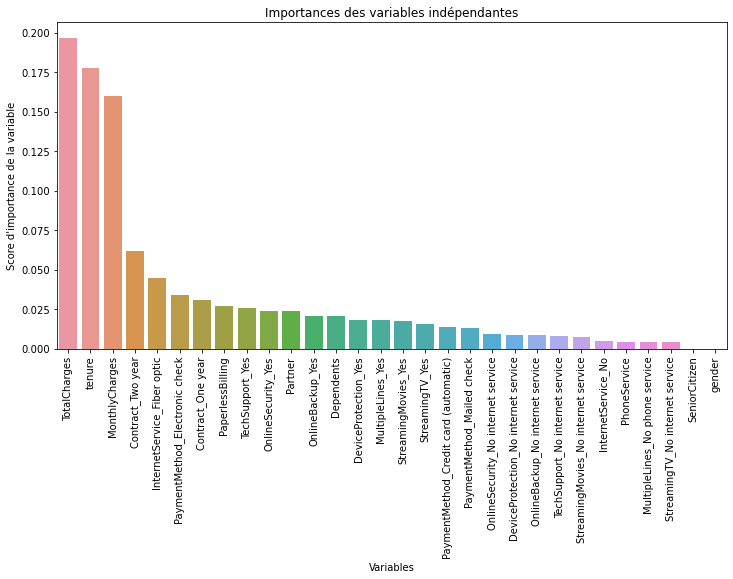 Importances des variables indépendantes
Score d'importance de la variable
0.200
0.175
0.150
0.125
0.100
0.075
0.050
0.025
0.000
TotalCharges
tenure
MonthlyCharges
Contract_Two year
InternetService_Fiber optic
PaymentMethod_Electronic check
Contract_One year
PaperlessBilling
TechSupport_Yes
OnlineSecurity_Yes
Partner
OnlineBackup_Yes
Dependents
DeviceProtection_Yes
MultipleLines_Yes
StreamingMovies_Yes
StreamingTV_Yes
PaymentMethod_Credit card (automatic)
PaymentMethod_Mailed check
OnlineSecurity_No internet service
DeviceProtection_No internet service
OnlineBackup_No internet service
TechSupport_No internet service
StreamingMovies_No internet service
InternetService_No
PhoneService
MultipleLines_No phone service
StreamingTV_No internet service
SeniorCitizen
gender
Variables